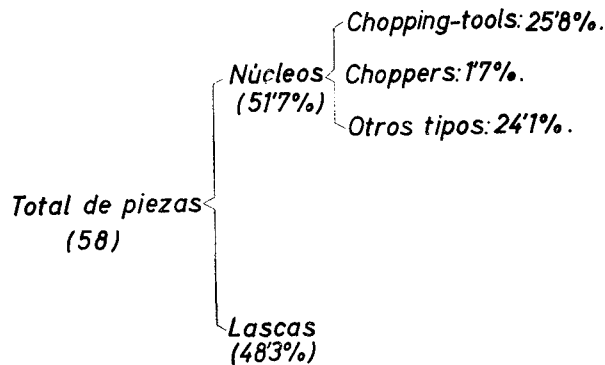 Chopping-tools: 25'8%.
Núcleos
(51'7%)
Choppers: 1'7%.
Otros tipos: 24'1%.
Total de piezas
(58)
Lascas
(48'3%)